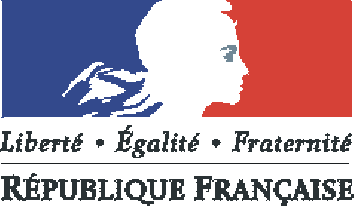 Liberté • Égalité • Fraternité
RÉPUBLIQUE FRANÇAISE